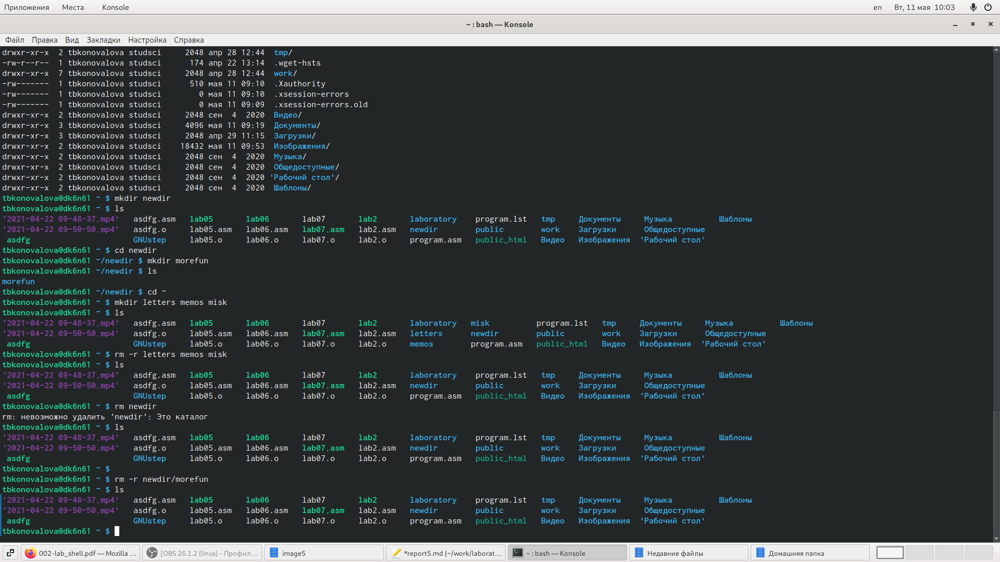 Приложения Места Konsole en Вт, 11 мая 10:03
~ : bash — Konsole
Файл Правка Вид Закладки Настройка Справка
drwxr-xr-x 2 tbkonovalova studsci 2048 апр 28 12:44 tmp/
-rw-r--r-- 1 tbkonovalova studsci 174 апр 22 13:14 .wget-hsts
drwxr-xr-x 7 tbkonovalova studsci 2048 апр 28 12:44 work/
-rw------- 1 tbkonovalova studsci 510 мая 11 09:10 .Xauthority
-rw------- 1 tbkonovalova studsci 0 мая 11 09:10 .xsession-errors
-rw------- 1 tbkonovalova studsci 0 мая 11 09:09 .xsession-errors.old
drwxr-xr-x 2 tbkonovalova studsci 2048 сен 4 2020 Видео/
drwxr-xr-x 3 tbkonovalova studsci 4096 мая 11 09:19 Документы/
drwxr-xr-x 3 tbkonovalova studsci 2048 апр 29 11:15 Загрузки/
drwxr-xr-x 2 tbkonovalova studsci 18432 мая 11 09:53 Изображения/
drwxr-xr-x 2 tbkonovalova studsci 2048 сен 4 2020 Музыка/
drwxr-xr-x 2 tbkonovalova studsci 2048 сен 4 2020 Общедоступные/
drwxr-xr-x 2 tbkonovalova studsci 2048 сен 4 2020 'Рабочий стол'/
drwxr-xr-x 2 tbkonovalova studsci 2048 сен 4 2020 Шаблоны/
tbkonovalova@dk6n61 ~ $ mkdir newdir
tbkonovalova@dk6n61 ~ $ ls
'2021-04-22 09-48-37.mp4' asdfg.asm lab05 lab06 lab07 lab2 laboratory program.lst tmp Документы Музыка Шаблоны
'2021-04-22 09-50-50.mp4' asdfg.o lab05.asm lab06.asm lab07.asm lab2.asm newdir public work Загрузки Общедоступные
asdfg GNUstep lab05.o lab06.o lab07.o lab2.o program.asm public_html Видео Изображения 'Рабочий стол'
tbkonovalova@dk6n61 ~ $ cd newdir
tbkonovalova@dk6n61 ~/newdir $ mkdir morefun
tbkonovalova@dk6n61 ~/newdir $ ls
morefun
tbkonovalova@dk6n61 ~/newdir $ cd ~
tbkonovalova@dk6n61 ~ $ mkdir letters memos misk
tbkonovalova@dk6n61 ~ $ ls
'2021-04-22 09-48-37.mp4' asdfg.asm lab05 lab06 lab07 lab2 laboratory misk program.lst tmp Документы Музыка Шаблоны
'2021-04-22 09-50-50.mp4' asdfg.o lab05.asm lab06.asm lab07.asm lab2.asm letters newdir public work Загрузки Общедоступные
asdfg GNUstep lab05.o lab06.o lab07.o lab2.o memos program.asm public_html Видео Изображения 'Рабочий стол'
tbkonovalova@dk6n61 ~ $ rm -r letters memos misk
tbkonovalova@dk6n61 ~ $ ls
'2021-04-22 09-48-37.mp4' asdfg.asm lab05 lab06 lab07 lab2 laboratory program.lst tmp Документы Музыка Шаблоны
'2021-04-22 09-50-50.mp4' asdfg.o lab05.asm lab06.asm lab07.asm lab2.asm newdir public work Загрузки Общедоступные
asdfg GNUstep lab05.o lab06.o lab07.o lab2.o program.asm public_html Видео Изображения 'Рабочий стол'
tbkonovalova@dk6n61 ~ $ rm newdir
rm: невозможно удалить 'newdir': Это каталог
tbkonovalova@dk6n61 ~ $ ls
'2021-04-22 09-48-37.mp4' asdfg.asm lab05 lab06 lab07 lab2 laboratory program.lst tmp Документы Музыка Шаблоны
'2021-04-22 09-50-50.mp4' asdfg.o lab05.asm lab06.asm lab07.asm lab2.asm newdir public work Загрузки Общедоступные
asdfg GNUstep lab05.o lab06.o lab07.o lab2.o program.asm public_html Видео Изображения 'Рабочий стол'
tbkonovalova@dk6n61 ~ $
tbkonovalova@dk6n61 ~ $ rm -r newdir/morefun
tbkonovalova@dk6n61 ~ $ ls
'2021-04-22 09-48-37.mp4' asdfg.asm lab05 lab06 lab07 lab2 laboratory program.lst tmp Документы Музыка Шаблоны
'2021-04-22 09-50-50.mp4' asdfg.o lab05.asm lab06.asm lab07.asm lab2.asm newdir public work Загрузки Общедоступные
asdfg GNUstep lab05.o lab06.o lab07.o lab2.o program.asm public_html Видео Изображения 'Рабочий стол'
tbkonovalova@dk6n61 ~ $
002-lab_shell.pdf — Mozilla ... [OBS 26.1.2 (linux) - Профил... image5 *report5.md (~/work/laborat... ~ : bash — Konsole Недавние файлы Домашняя папка